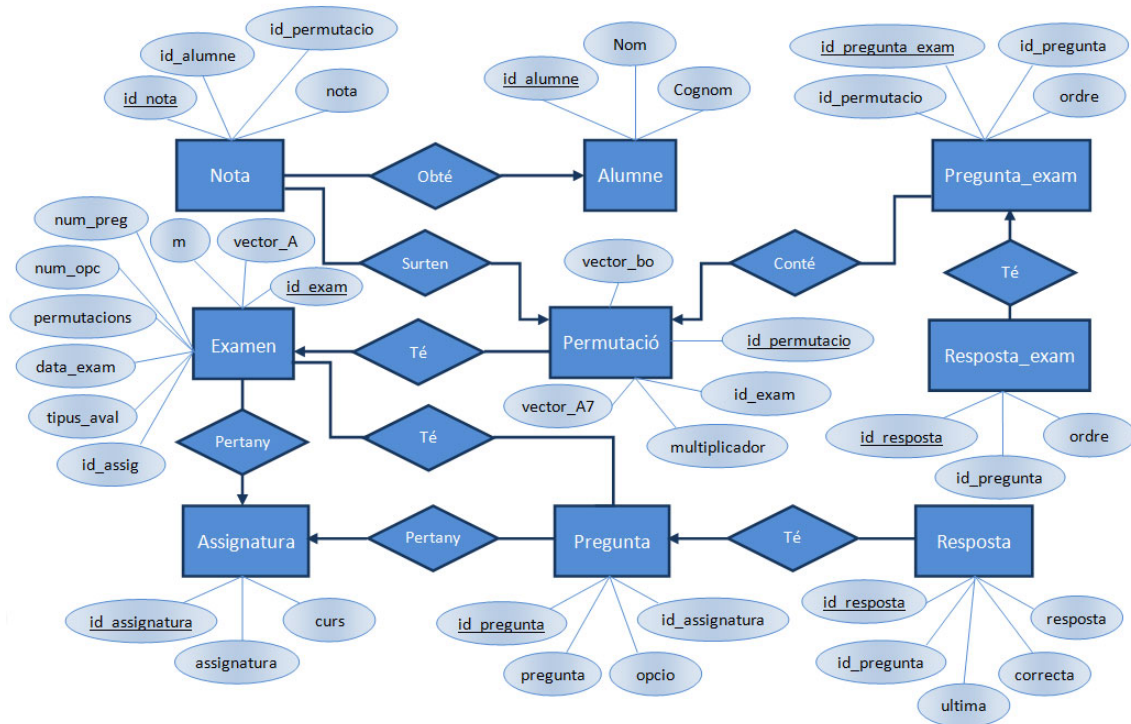 id_permutacio
id_alumne
id_nota
nota
Nota
Obté
Nom
id_alumne
Cognom
Alumne
id_pregunta_exam
id_pregunta
id_permutacio
ordre
Pregunta_exam
num_preg
m
vector_A
num_opc
id_exam
permutacions
data_exam
tipus_aval
id_assig
Examen
Surten
vector_bo
Conté
Té
Té
Permutació
id_permutacio
id_exam
vector_A7
multiplicador
Resposta_exam
id_resposta
ordre
id_pregunta
Pertany
Té
Assignatura
Pertany
Pregunta
Té
Resposta
id_assignatura
curs
assignatura
id_pregunta
id_assignatura
pregunta
opcio
id_resposta
resposta
id_pregunta
correcta
ultima